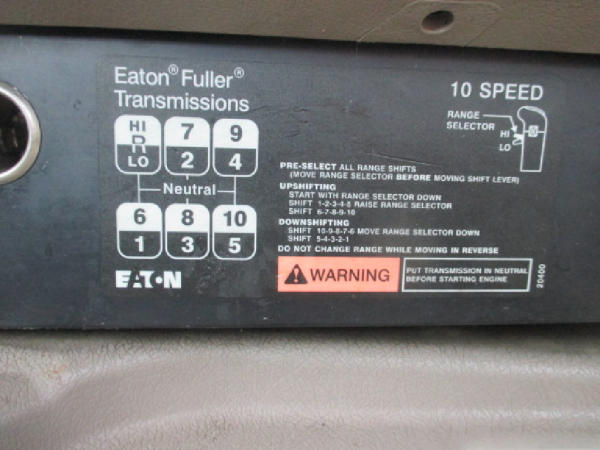 Eaton® Fuller®
Transmissions
HI R LO
7 2
9 4
Neutral
6 1
8 3
10 5
EATON
10 SPEED
RANGE
SELECTOR
HI
LO
PRE-SELECT ALL RANGE SHIFTS
(MOVE RANGE SELECTOR BEFORE MOVING SHIFT LEVER)
UPSHIFTING
START WITH RANGE SELECTOR DOWN
SHIFT 1-2-3-4-5 RAISE RANGE SELECTOR
SHIFT 6-7-8-9-10
DOWNSHIFTING
SHIFT 10-9-8-7-6 MOVE RANGE SELECTOR DOWN
SHIFT 5-4-3-2-1
DO NOT CHANGE RANGE WHILE MOVING IN REVERSE
WARNING
PUT TRANSMISSION IN NEUTRAL
BEFORE STARTING ENGINE
20400